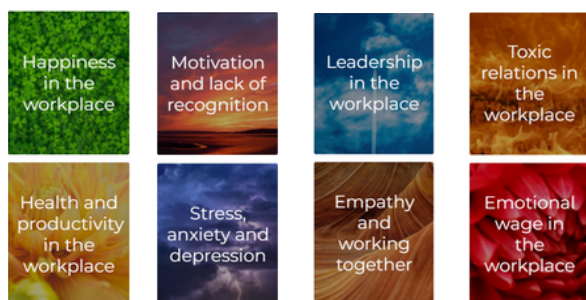 Happiness
in the
workplace
Motivation
and lack of
recognition
Leadership
in the
workplace
Toxic
relations in
the
workplace
Health and
productivity
in the
workplace
Stress,
anxiety and
depression
Empathy
and
working
together
Emotional
wage in
the
workplace